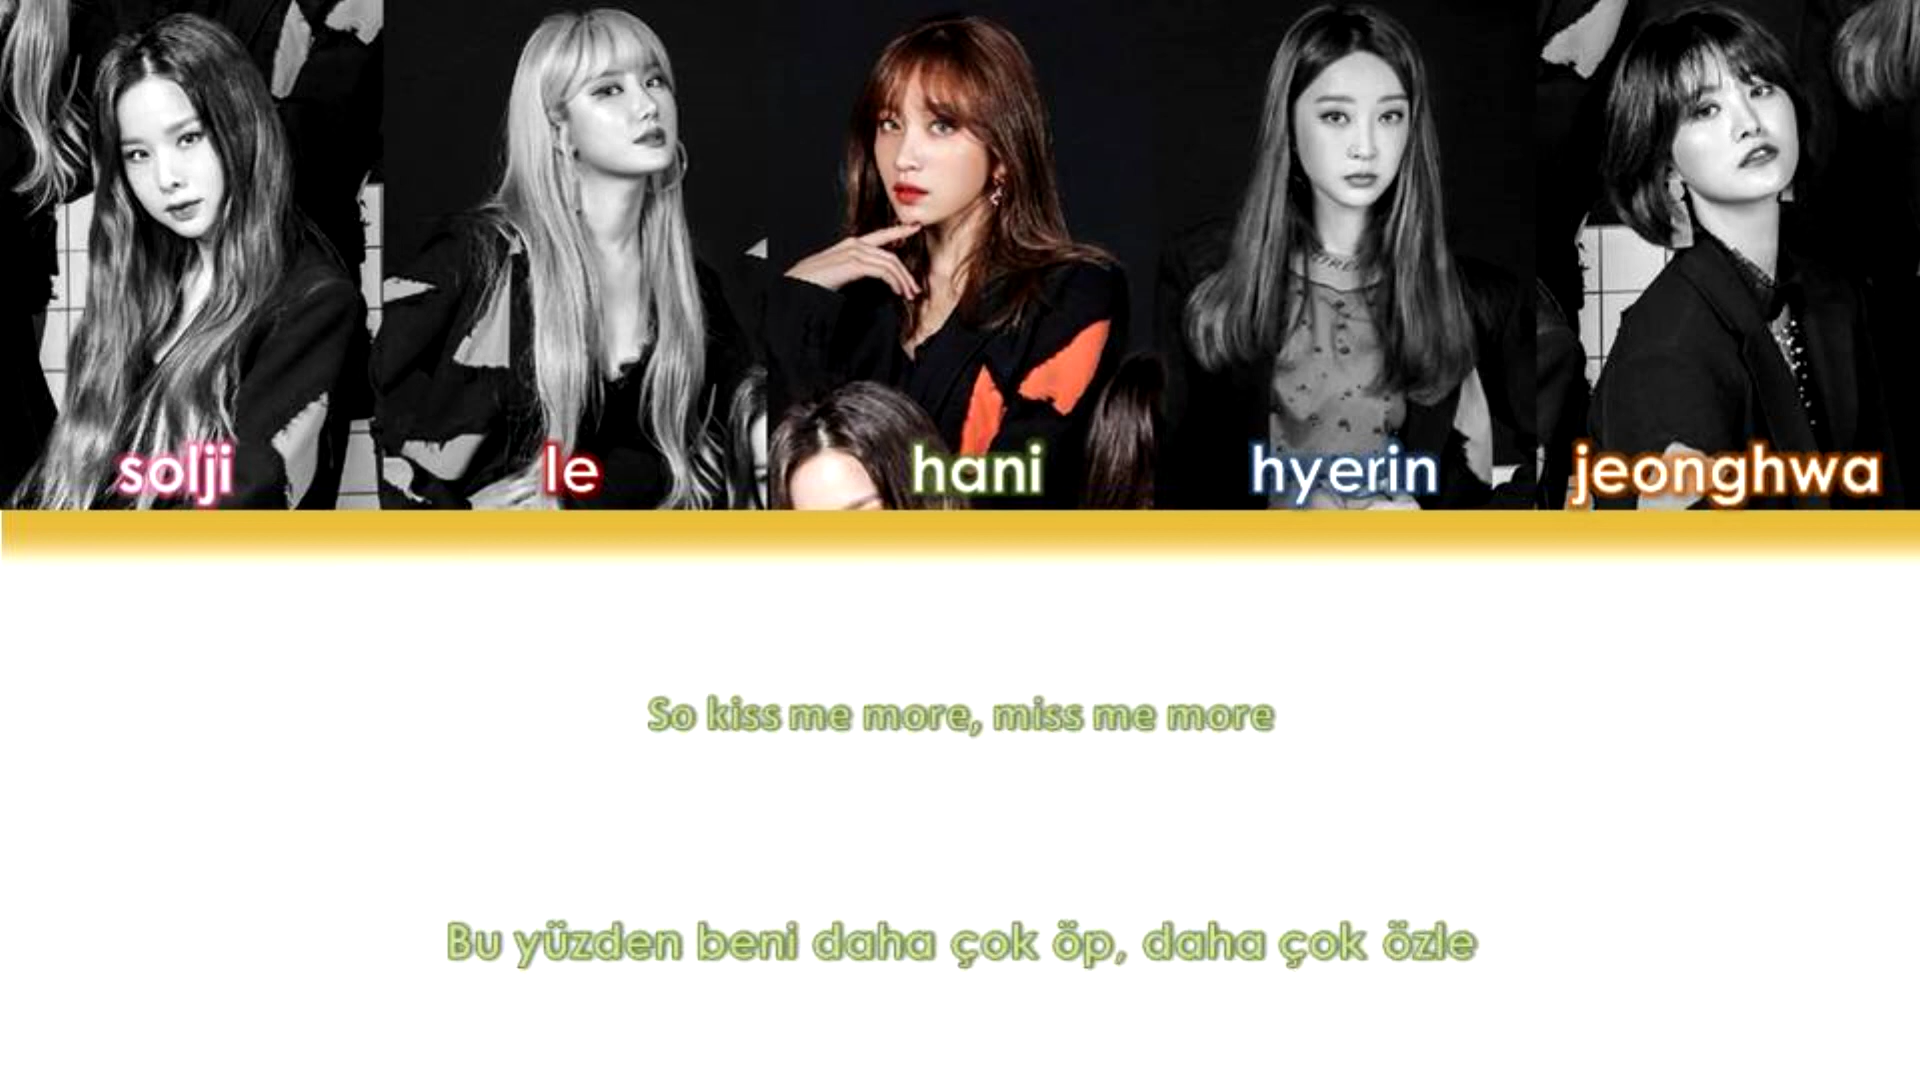 solji
le
hani
hyerin
jeonghwa
So kiss me more, miss me more
Bu yüzden beni daha çok öp, daha çok özle